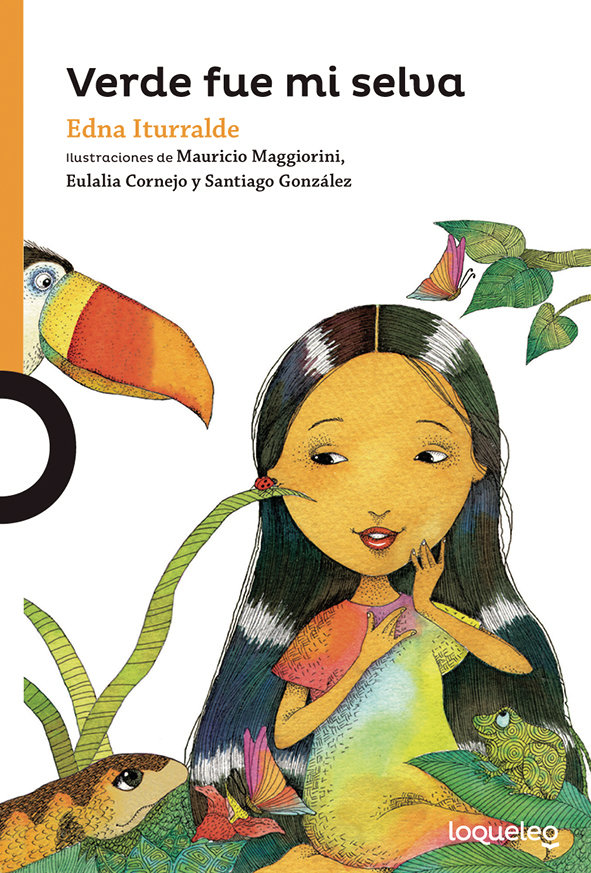 Verde fue mi selva
Edna Iturralde
Ilustraciones de Mauricio Maggiorini,
Eulalia Cornejo y Santiago González
loqueleo